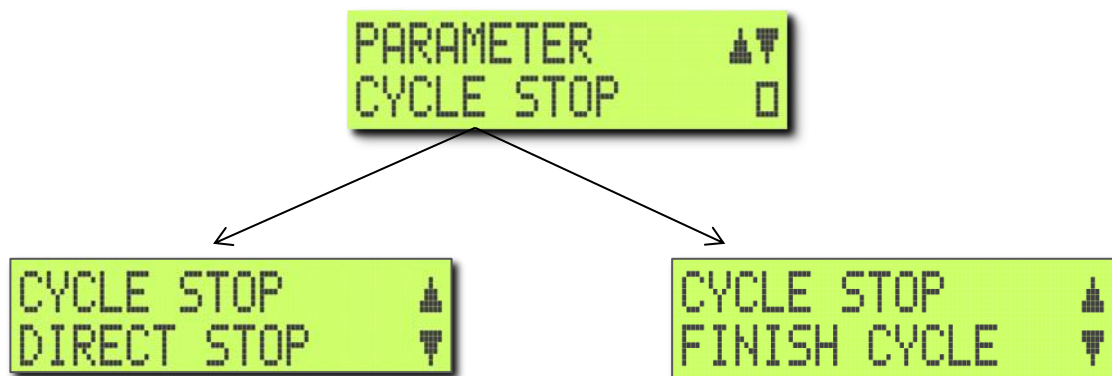 PARAMETER
CYCLE STOP
CYCLE STOP
DIRECT STOP
CYCLE STOP
FINISH CYCLE